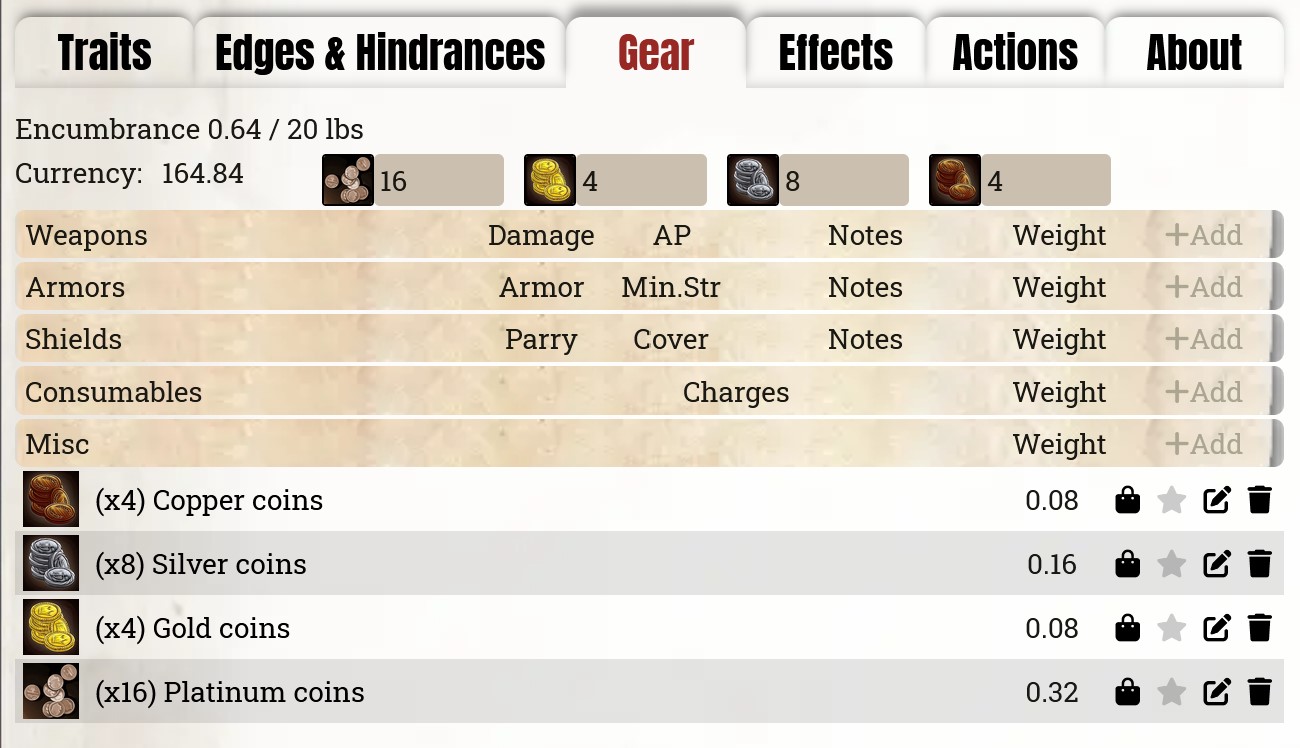 Traits Edges & Hindrances Gear Effects Actions About
Encumbrance 0.64 / 20 lbs
Currency: 164.84 16 4 8 4
Weapons Damage AP Notes Weight +Add
Armors Armor Min.Str Notes Weight +Add
Shields Parry Cover Notes Weight +Add
Consumables Charges Weight +Add
Misc Weight +Add
(x4) Copper coins 0.08
(x8) Silver coins 0.16
(x4) Gold coins 0.08
(x16) Platinum coins 0.32